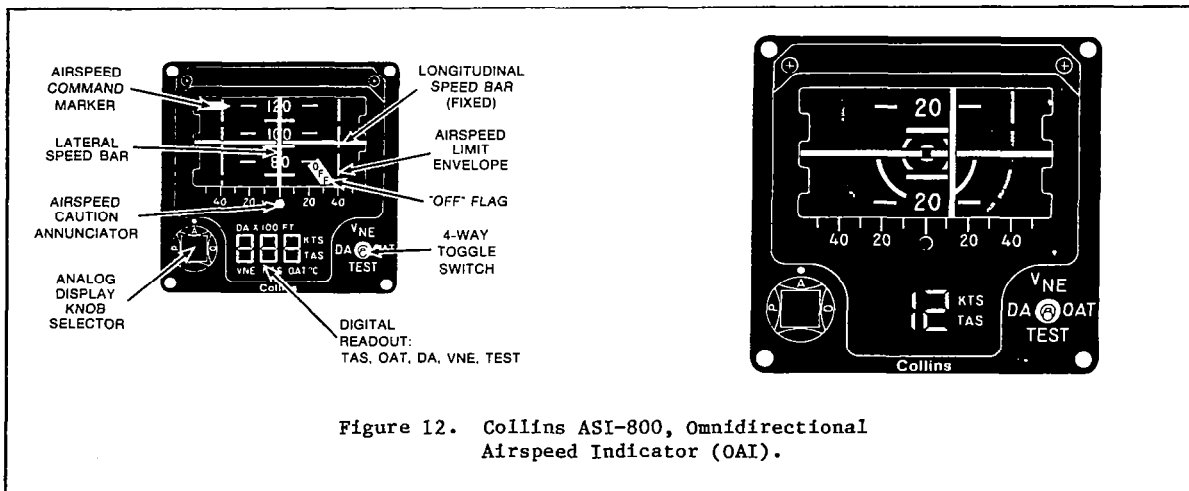 AIRSPEED
COMMAND
MARKER
LATERAL
SPEED BAR
AIRSPEED
CAUTION
ANNUNCIATOR
ANALOG
DISPLAY
KNOB
SELECTOR
LONGITUDINAL
SPEED BAR
(FIXED)
AIRSPEED
LIMIT
ENVELOPE
"OFF" FLAG
4-WAY
TOGGLE
SWITCH
DIGITAL
READOUT:
TAS, OAT, DA, VNE, TEST
120
100
80
OFF
40 20 20 40
P A O
DA X 100 FT
888 KTS
TAS
VNE OAT °C
VNE
DA OAT
TEST
Collins
20
20
40 20 20 40
P A O
12 KTS
TAS
VNE
DA OAT
TEST
Collins
Figure 12. Collins ASI-800, Omnidirectional
Airspeed Indicator (OAI).